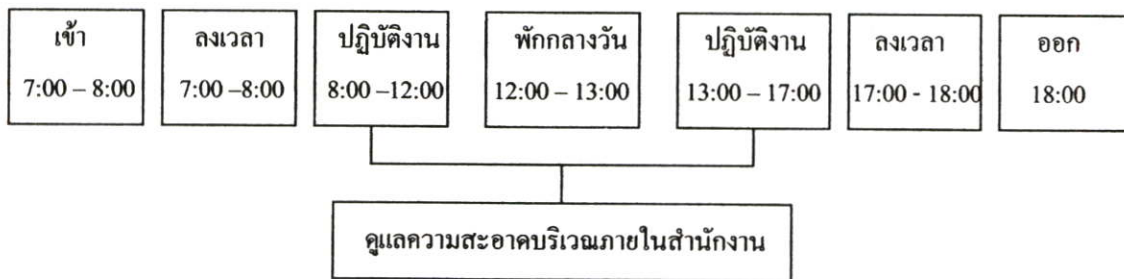 เข้า
7:00 – 8:00
ลงเวลา
7:00 –8:00
ปฏิบัติงาน
8:00 –12:00
พักกลางวัน
12:00 – 13:00
ปฏิบัติงาน
13:00 – 17:00
ลงเวลา
17:00 - 18:00
ออก
18:00
ดูแลความสะอาดบริเวณภายในสำนักงาน